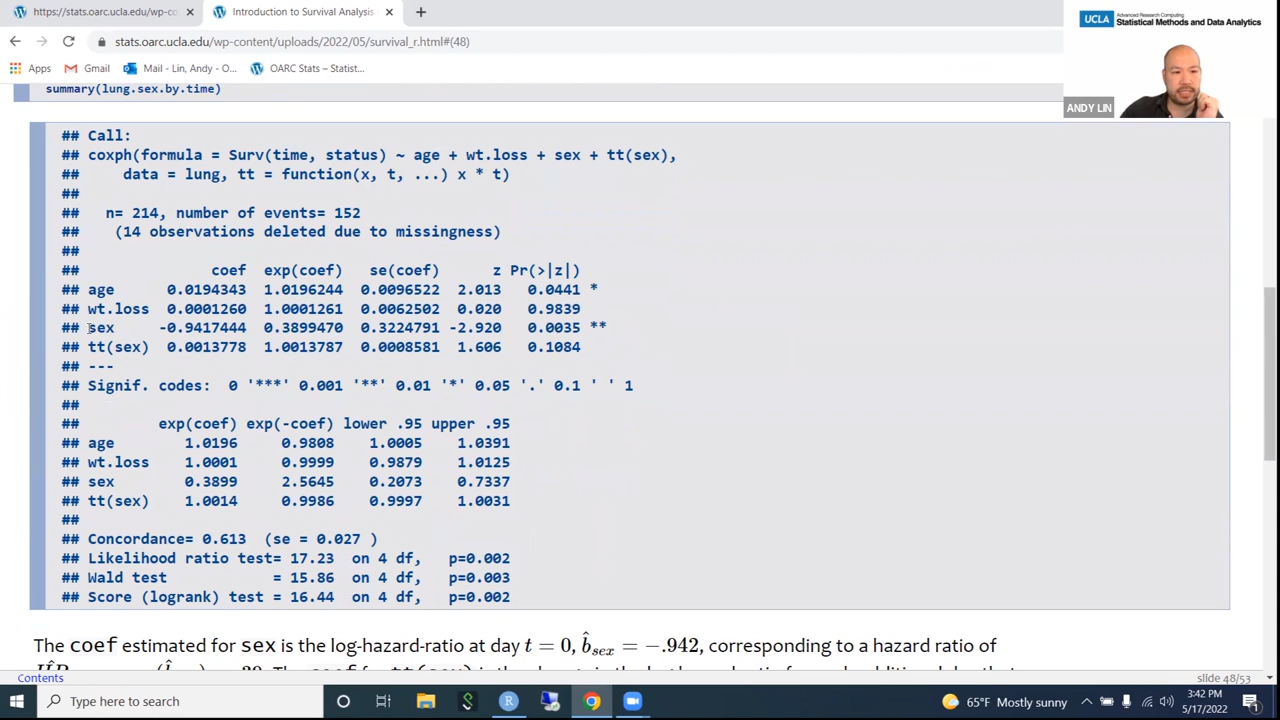 https://stats.oarc.ucla.edu/wp-co
Introduction to Survival Analysis
stats.oarc.ucla.edu/wp-content/uploads/2022/05/survival_r.html#(48)
Apps
Gmail
Mail - Lin, Andy - O...
OARC Stats – Statist...
UCLA
Advanced Research Computing
Statistical Methods and Data Analytics
ANDY LIN
summary(lung.sex.by.time)
## Call:
## coxph(formula = Surv(time, status) ~ age + wt.loss + sex + tt(sex),
## data = lung, tt = function(x, t, ...) x * t)
##
## n= 214, number of events= 152
## (14 observations deleted due to missingness)
##
## coef exp(coef) se(coef) z Pr(>|z|)
## age 0.0194343 1.0196244 0.0096522 2.013 0.0441 *
## wt.loss 0.0001260 1.0001261 0.0062502 0.020 0.9839
## sex -0.9417444 0.3899470 0.3224791 -2.920 0.0035 **
## tt(sex) 0.0013778 1.0013787 0.0008581 1.606 0.1084
## ---
## Signif. codes: 0 '***' 0.001 '**' 0.01 '*' 0.05 '.' 0.1 ' ' 1
##
## exp(coef) exp(-coef) lower .95 upper .95
## age 1.0196 0.9808 1.0005 1.0391
## wt.loss 1.0001 0.9999 0.9879 1.0125
## sex 0.3899 2.5645 0.2073 0.7337
## tt(sex) 1.0014 0.9986 0.9997 1.0031
##
## Concordance= 0.613 (se = 0.027 )
## Likelihood ratio test= 17.23 on 4 df, p=0.002
## Wald test = 15.86 on 4 df, p=0.003
## Score (logrank) test = 16.44 on 4 df, p=0.002
The coef estimated for sex is the log-hazard-ratio at day t = 0, b̂sex = −.942, corresponding to a hazard ratio of
Contents
slide 48/53
Type here to search
65°F Mostly sunny
3:42 PM
5/17/2022